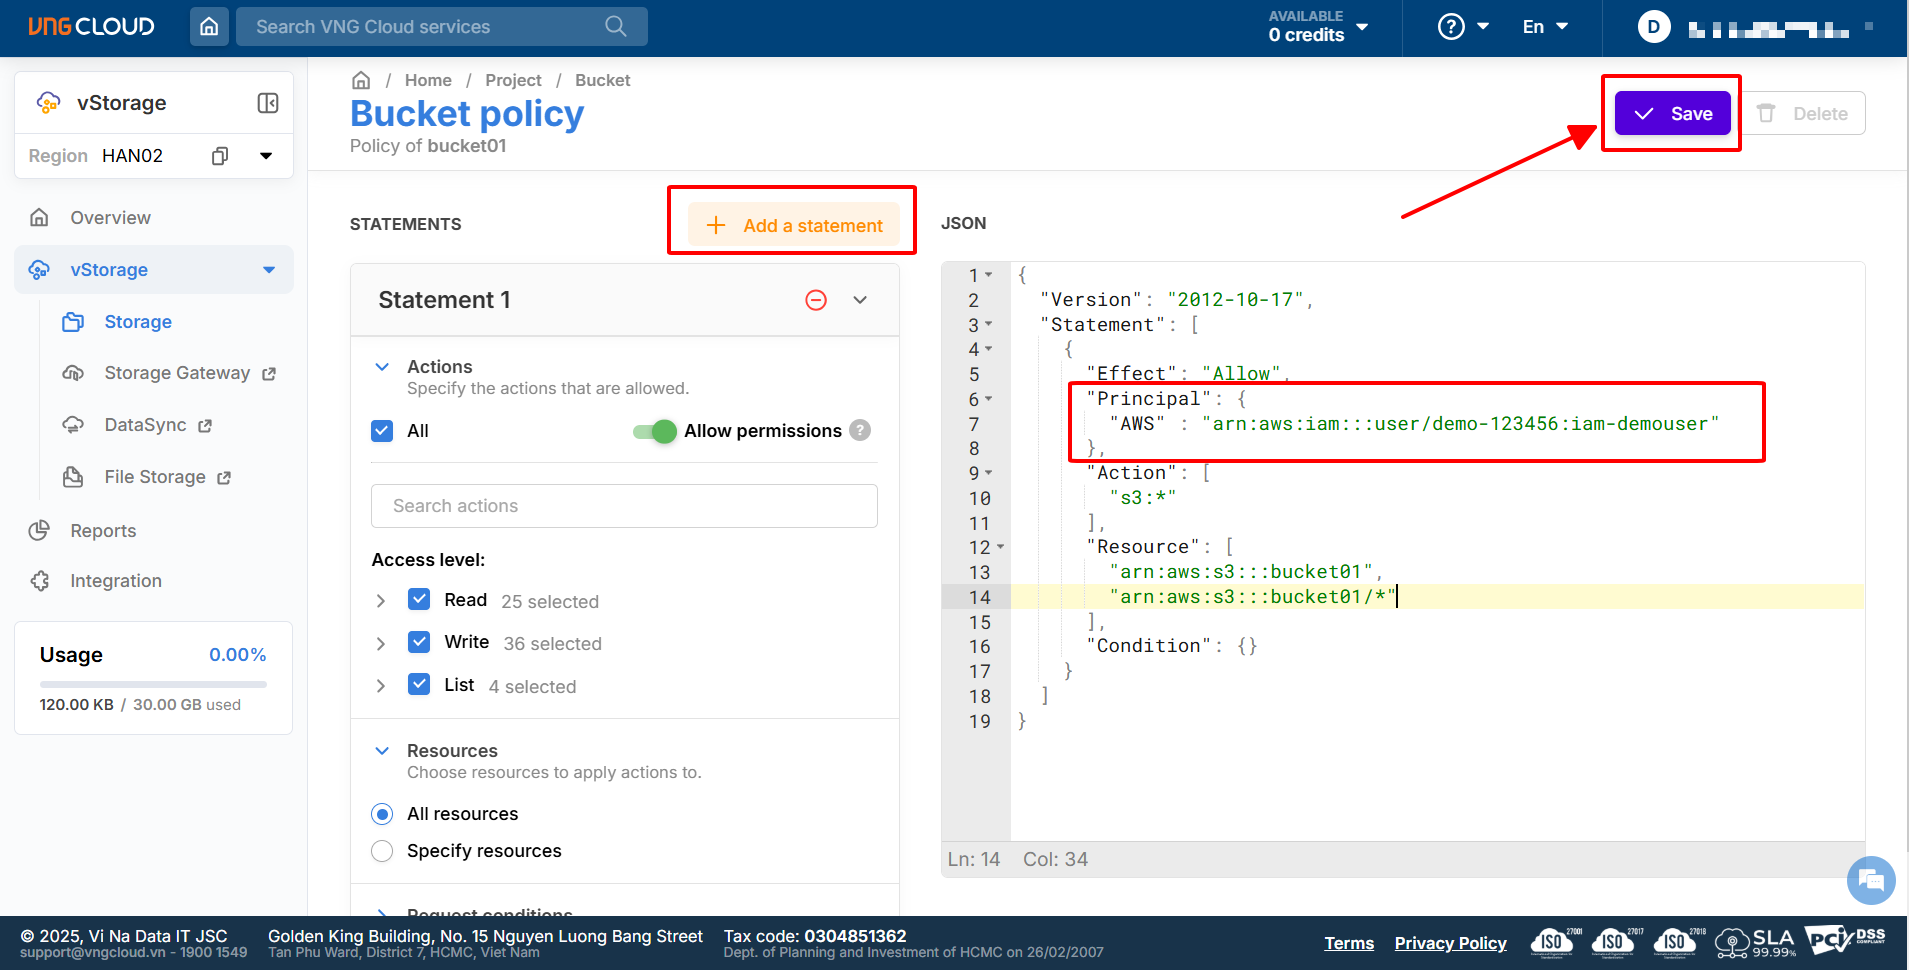 VNG CLOUD
Search VNG Cloud services
AVAILABLE
0 credits
?
En
D
vStorage
Region HAN02
Overview
vStorage
Storage
Storage Gateway
DataSync
File Storage
Reports
Integration
Usage 0.00%
120.00 KB / 30.00 GB used
/ Home / Project / Bucket
Bucket policy
Policy of bucket01
Save
Delete
STATEMENTS
+ Add a statement
Statement 1
Actions
Specify the actions that are allowed.
All
Allow permissions ?
Search actions
Access level:
Read 25 selected
Write 36 selected
List 4 selected
Resources
Choose resources to apply actions to.
All resources
Specify resources
Request conditions
JSON
1 {
2 "Version": "2012-10-17",
3 "Statement": [
4 {
5 "Effect": "Allow",
6 "Principal": {
7 "AWS" : "arn:aws:iam:::user/demo-123456:iam-demouser"
8 },
9 "Action": [
10 "s3:*"
11 ],
12 "Resource": [
13 "arn:aws:s3:::bucket01",
14 "arn:aws:s3:::bucket01/*"
15 ],
16 "Condition": {}
17 }
18 ]
19 }
Ln: 14 Col: 34
© 2025, Vi Na Data IT JSC
support@vngcloud.vn - 1900 1549
Golden King Building, No. 15 Nguyen Luong Bang Street
Tan Phu Ward, District 7, HCMC, Viet Nam
Tax code: 0304851362
Dept. of Planning and Investment of HCMC on 26/02/2007
Terms
Privacy Policy
ISO 27001
ISO 27017
ISO 27018
SLA
99.99%
PCI DSS
COMPLIANT